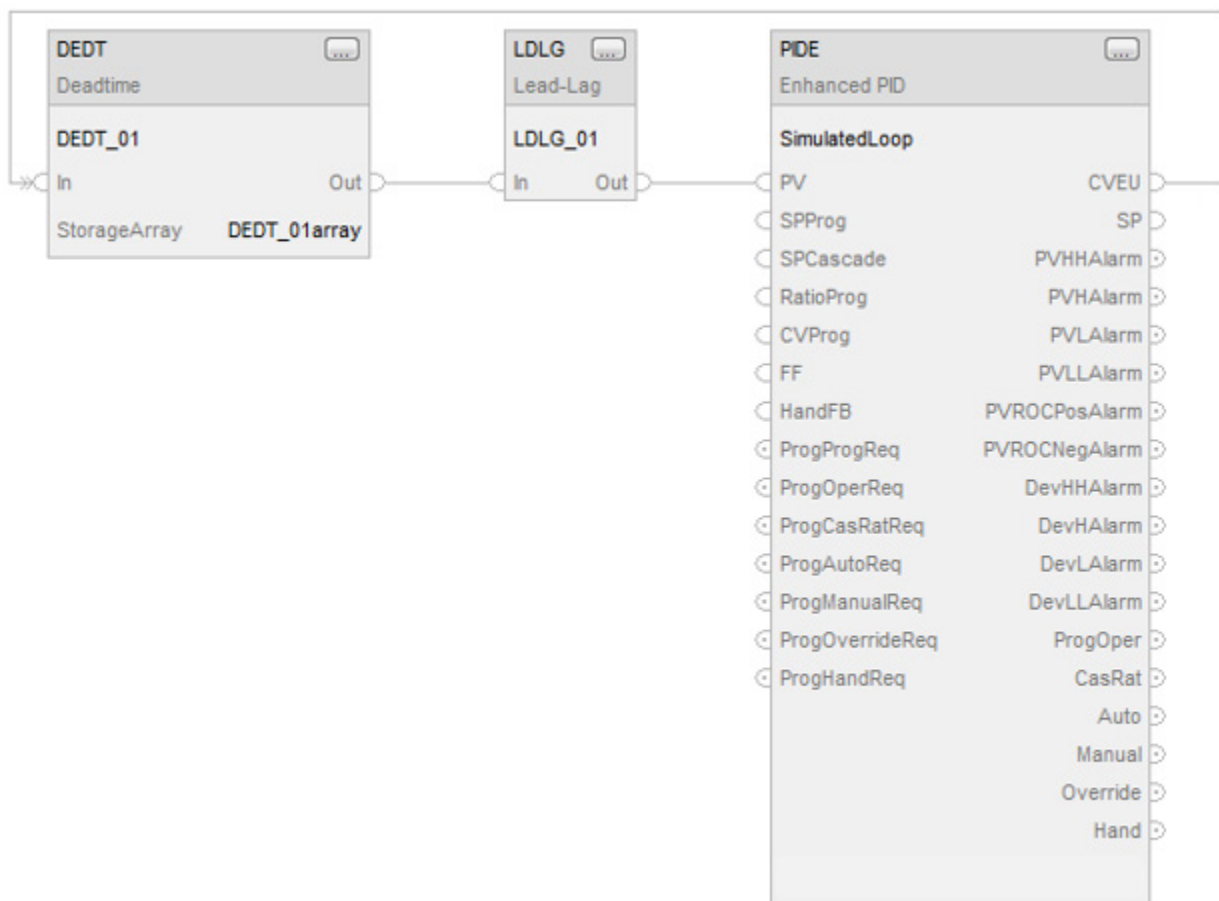 DEDT ...
Deadtime
DEDT_01
In Out
StorageArray DEDT_01array
LDLG ...
Lead-Lag
LDLG_01
In Out
PIDE ...
Enhanced PID
SimulatedLoop
PV CVEU
SPProg SP
SPCascade PVHHAlarm
RatioProg PVHAlarm
CVProg PVLAlarm
FF PVLLAlarm
HandFB PVROCPosAlarm
ProgProgReq PVROCNegAlarm
ProgOperReq DevHHAlarm
ProgCasRatReq DevHAlarm
ProgAutoReq DevLAlarm
ProgManualReq DevLLAlarm
ProgOverrideReq ProgOper
ProgHandReq CasRat
Auto
Manual
Override
Hand